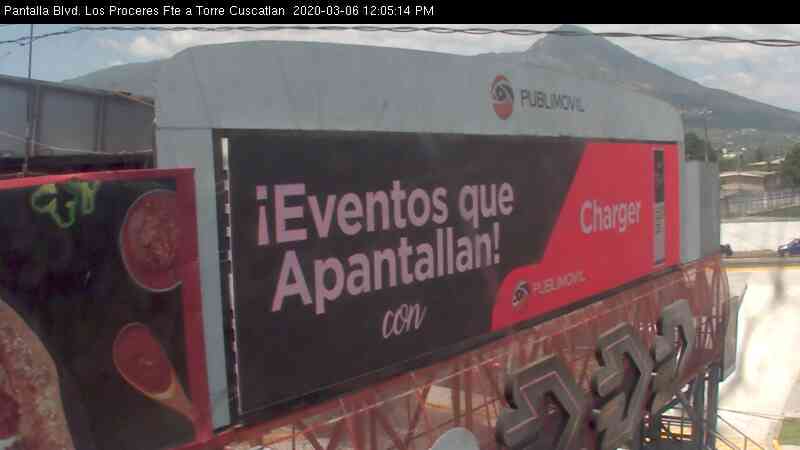 Pantalla Blvd. Los Proceres Fte a Torre Cuscatlan 2020-03-06 12:05:14 PM
PUBLIMOVIL
¡Eventos que
Apantallan!
con
Charger
PUBLIMOVIL